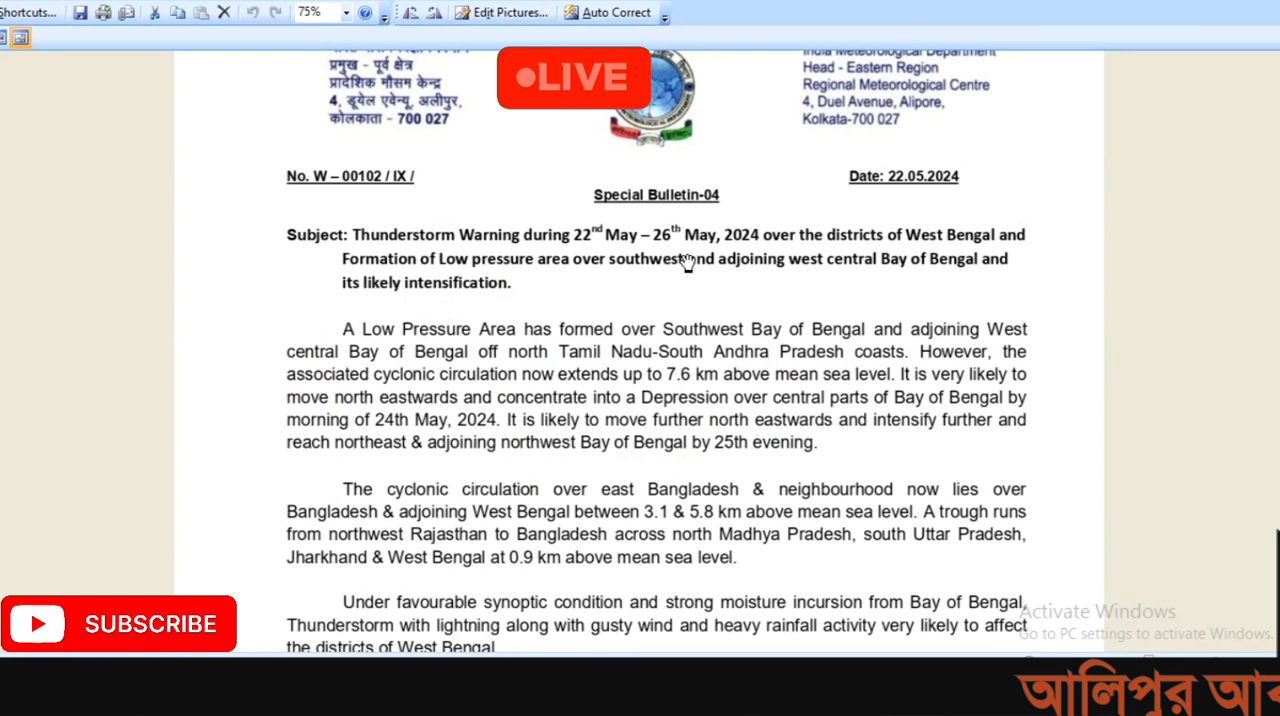 Shortcuts...
75%
Edit Pictures...
Auto Correct
प्रमुख - पूर्व क्षेत्र
प्रादेशिक मौसम केन्द्र
4, डूयेल एवेन्यू, अलीपुर,
कोलकाता - 700 027
LIVE
India Meteorological Department
Head - Eastern Region
Regional Meteorological Centre
4, Duel Avenue, Alipore,
Kolkata-700 027
No. W – 00102 / IX /
Date: 22.05.2024
Special Bulletin-04
Subject: Thunderstorm Warning during 22nd May – 26th May, 2024 over the districts of West Bengal and
Formation of Low pressure area over southwest and adjoining west central Bay of Bengal and
its likely intensification.
A Low Pressure Area has formed over Southwest Bay of Bengal and adjoining West
central Bay of Bengal off north Tamil Nadu-South Andhra Pradesh coasts. However, the
associated cyclonic circulation now extends up to 7.6 km above mean sea level. It is very likely to
move north eastwards and concentrate into a Depression over central parts of Bay of Bengal by
morning of 24th May, 2024. It is likely to move further north eastwards and intensify further and
reach northeast & adjoining northwest Bay of Bengal by 25th evening.
The cyclonic circulation over east Bangladesh & neighbourhood now lies over
Bangladesh & adjoining West Bengal between 3.1 & 5.8 km above mean sea level. A trough runs
from northwest Rajasthan to Bangladesh across north Madhya Pradesh, south Uttar Pradesh,
Jharkhand & West Bengal at 0.9 km above mean sea level.
Under favourable synoptic condition and strong moisture incursion from Bay of Bengal,
Thunderstorm with lightning along with gusty wind and heavy rainfall activity very likely to affect
the districts of West Bengal
SUBSCRIBE
Activate Windows
Go to PC settings to activate Windows.
আলিপুর আব